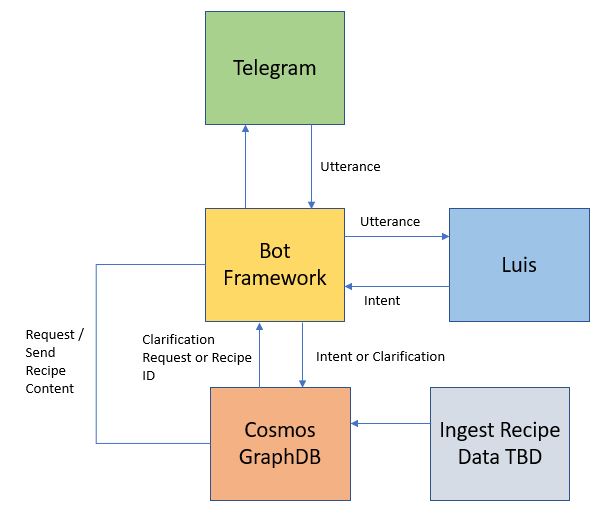 Telegram
Utterance
Bot
Framework
Utterance
Luis
Intent
Request /
Send
Recipe
Content
Clarification
Request or Recipe
ID
Intent or Clarification
Cosmos
GraphDB
Ingest Recipe
Data TBD